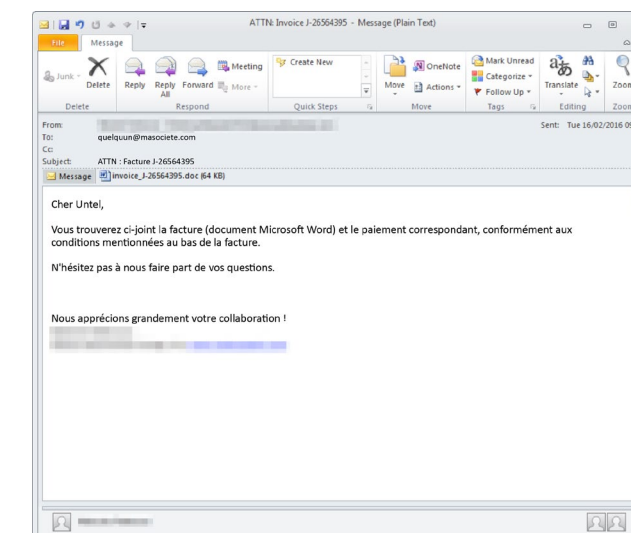 ATTN: Invoice J-26564395 - Message (Plain Text)
File Message
Junk Delete Reply Reply All Forward Meeting More Create New Move OneNote Actions Mark Unread Categorize Follow Up Translate Zoom
Delete Respond Quick Steps Move Tags Editing Zoom
From: Sent: Tue 16/02/2016 09
To: quelquun@masociete.com
Cc:
Subject: ATTN : Facture J-26564395
Message invoice_J-26564395.doc (64 KB)
Cher Untel,
Vous trouverez ci-joint la facture (document Microsoft Word) et le paiement correspondant, conformément aux
conditions mentionnées au bas de la facture.
N'hésitez pas à nous faire part de vos questions.
Nous apprécions grandement votre collaboration !